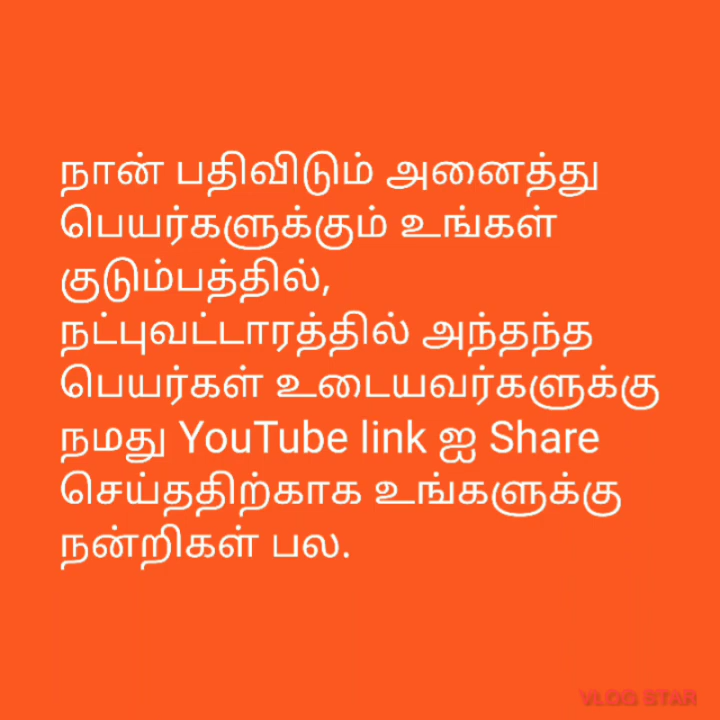 நான் பதிவிடும் அனைத்து
பெயர்களுக்கும் உங்கள்
குடும்பத்தில்,
நட்புவட்டாரத்தில் அந்தந்த
பெயர்கள் உடையவர்களுக்கு
நமது YouTube link ஐ Share
செய்ததிற்காக உங்களுக்கு
நன்றிகள் பல.
VLOG STAR